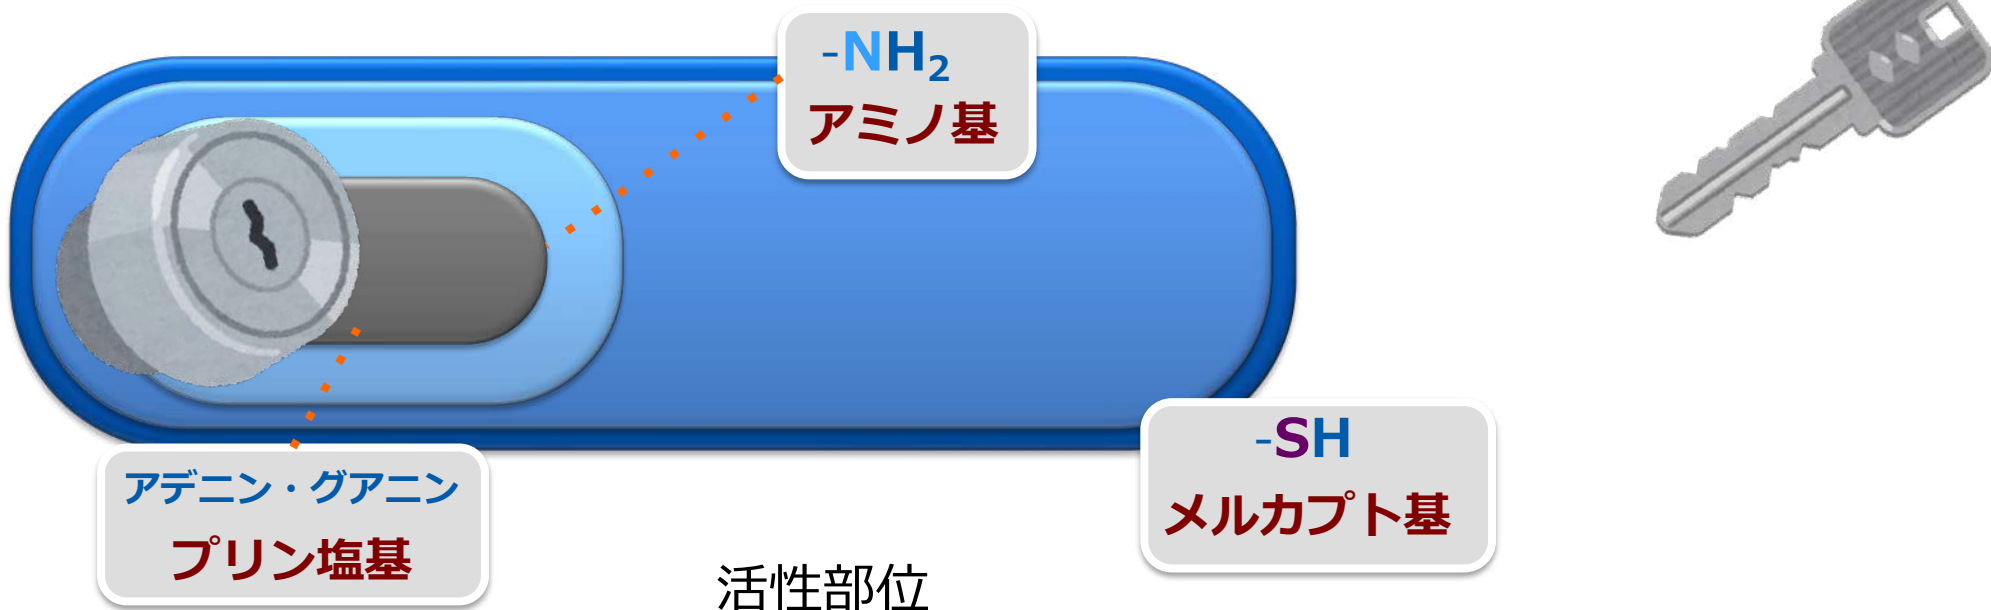 -NH₂
アミノ基
アデニン・グアニン
プリン塩基
-SH
メルカプト基
活性部位